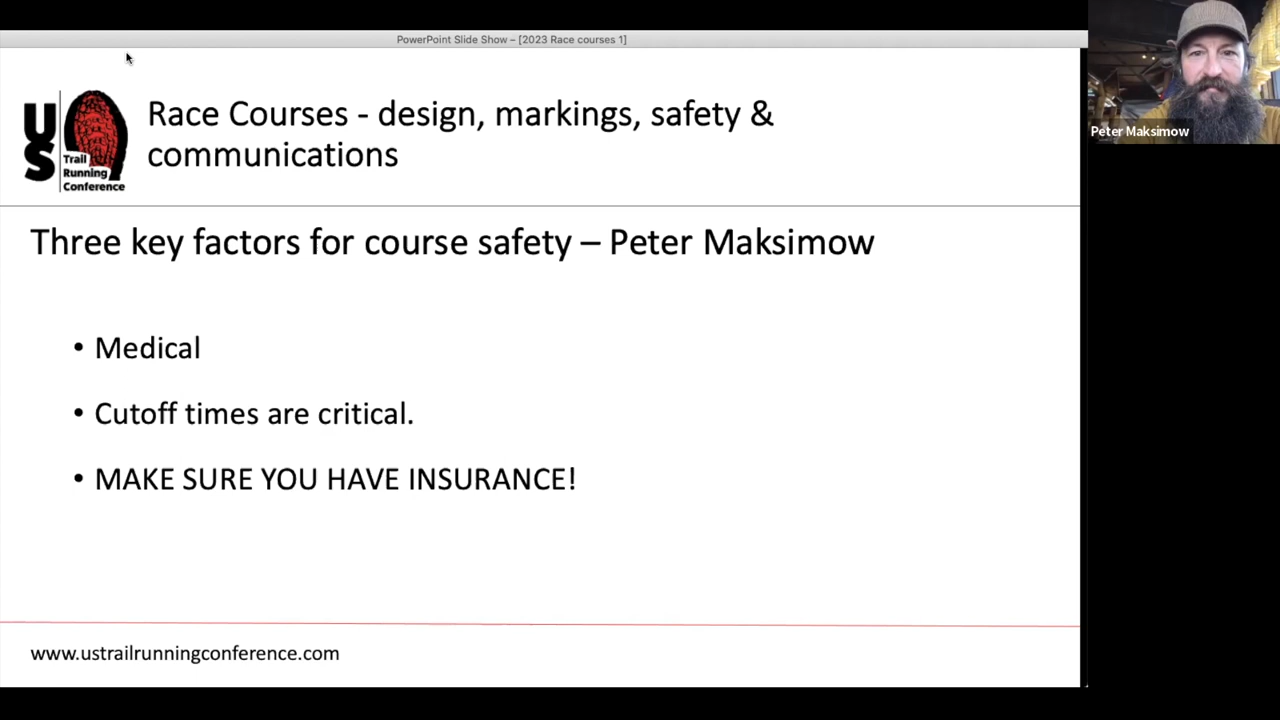 PowerPoint Slide Show – [2023 Race courses 1]
US
Trail
Running
Conference
Race Courses - design, markings, safety &
communications
Peter Maksimow
Three key factors for course safety – Peter Maksimow
• Medical
• Cutoff times are critical.
• MAKE SURE YOU HAVE INSURANCE!
www.ustrailrunningconference.com